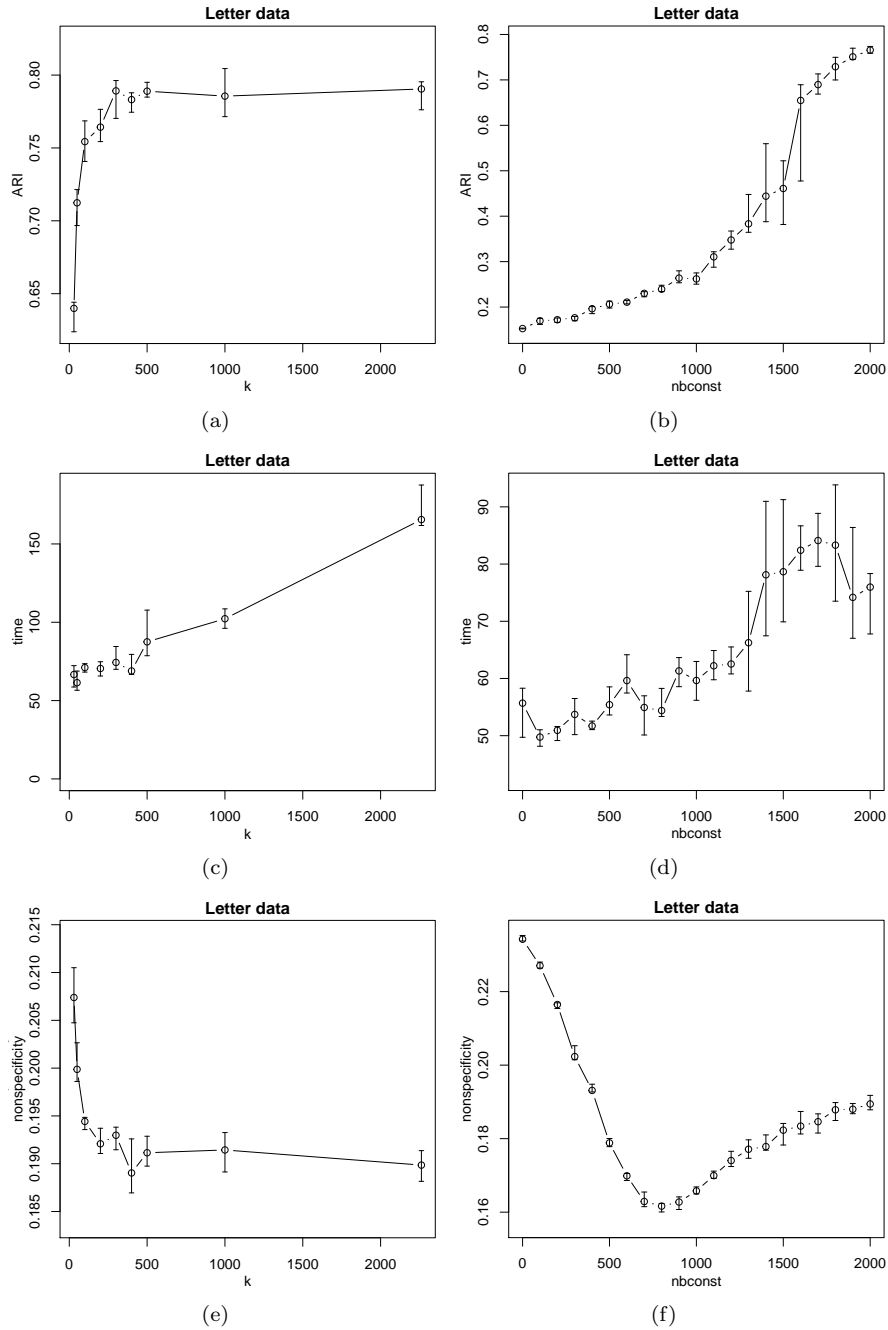 Letter data
ARI
0.65 0.70 0.75 0.80
0 500 1000 1500 2000
k
(a)
Letter data
ARI
0.2 0.3 0.4 0.5 0.6 0.7 0.8
0 500 1000 1500 2000
nbconst
(b)
Letter data
time
0 50 100 150
0 500 1000 1500 2000
k
(c)
Letter data
time
50 60 70 80 90
0 500 1000 1500 2000
nbconst
(d)
Letter data
nonspecificity
0.185 0.190 0.195 0.200 0.205 0.210 0.215
0 500 1000 1500 2000
k
(e)
Letter data
nonspecificity
0.16 0.18 0.20 0.22
0 500 1000 1500 2000
nbconst
(f)